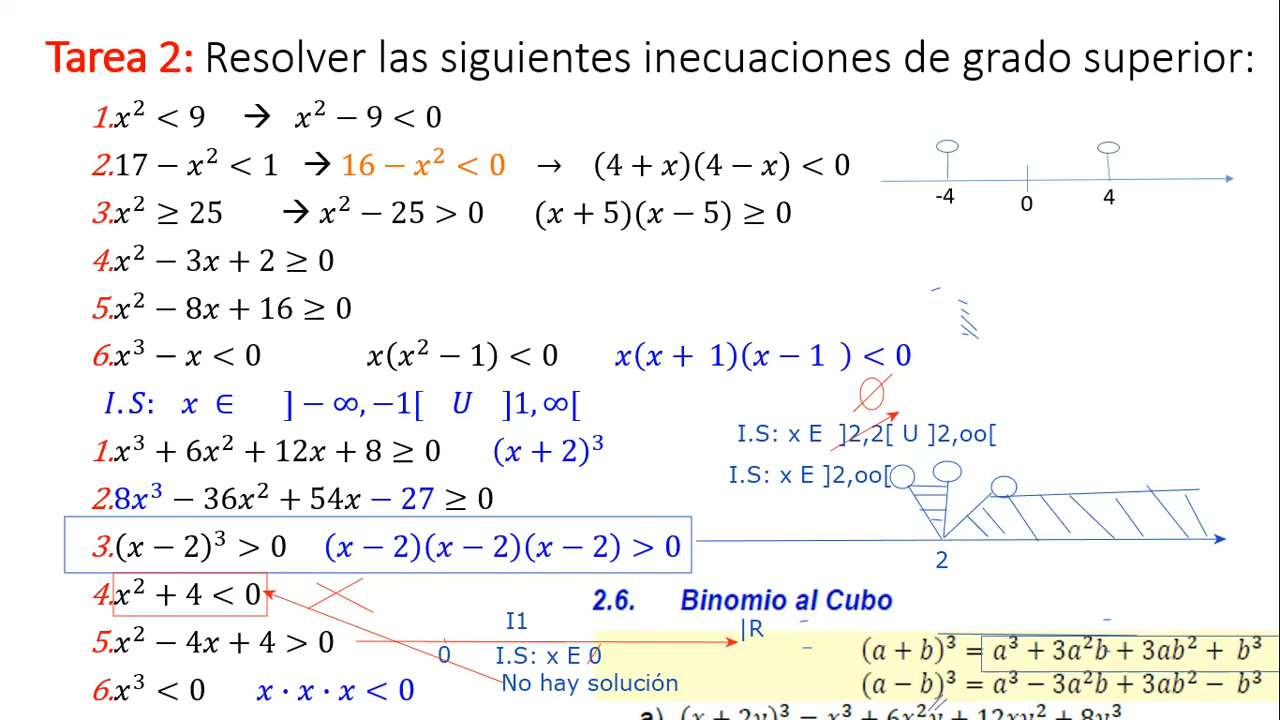 Tarea 2: Resolver las siguientes inecuaciones de grado superior:
1.x² < 9 → x² − 9 < 0
2.17 − x² < 1 → 16 − x² < 0 → (4 + x)(4 − x) < 0
-4 0 4
3.x² ≥ 25 → x² − 25 > 0 (x + 5)(x − 5) ≥ 0
4.x² − 3x + 2 ≥ 0
5.x² − 8x + 16 ≥ 0
6.x³ − x < 0 x(x² − 1) < 0 x(x + 1)(x − 1 ) < 0
I.S: x ∈ ]−∞,−1[ U ]1,∞[
∅
I.S: x E ]2,2[ U ]2,oo[
I.S: x E ]2,oo[
1.x³ + 6x² + 12x + 8 ≥ 0 (x + 2)³
2.8x³ − 36x² + 54x − 27 ≥ 0
3.(x − 2)³ > 0 (x − 2)(x − 2)(x − 2) > 0
2
4.x² + 4 < 0
5.x² − 4x + 4 > 0
6.x³ < 0 x · x · x < 0
I1
|R
0
I.S: x E ∅
No hay solución
2.6. Binomio al Cubo
(a + b)³ = a³ + 3a²b + 3ab² + b³
(a − b)³ = a³ − 3a²b + 3ab² − b³
a) (x + 2y)³ = x³ + 6x²y + 12xy² + 8y³